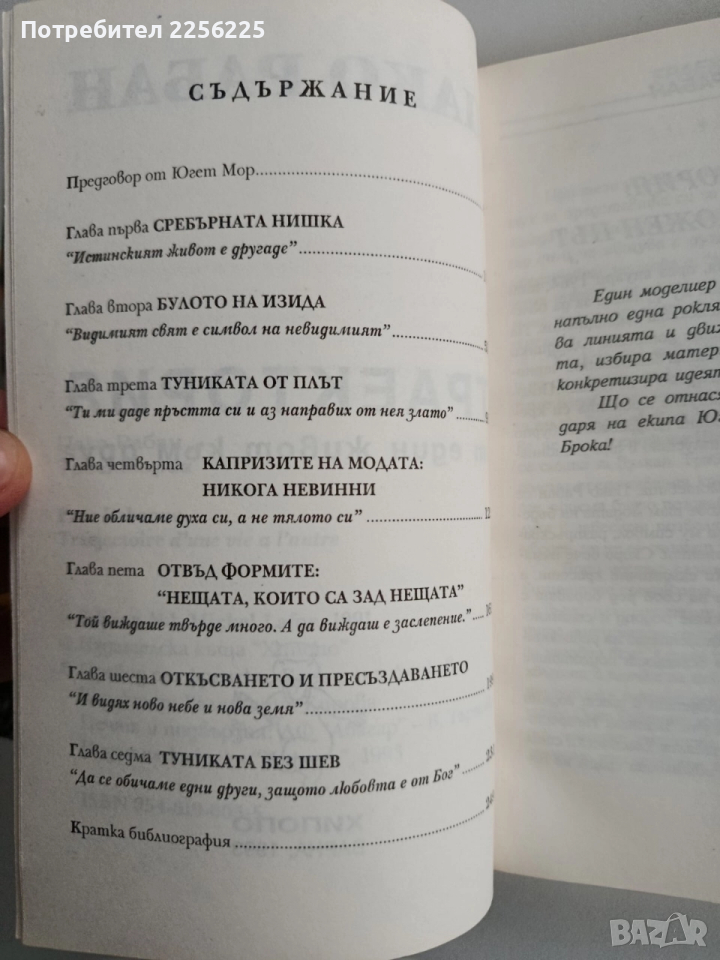 Потребител 2256225
СЪДЪРЖАНИЕ
Предговор от Югет Мор
Глава първа СРЕБЪРНАТА НИШКА
“Истинският живот е другаде”
Глава втора БУЛОТО НА ИЗИДА
“Видимият свят е символ на невидимият”
Глава трета ТУНИКАТА ОТ ПЛЪТ
“Ти ми даде пръстта си и аз направих от нея злато”
Глава четвърта КАПРИЗИТЕ НА МОДАТА:
НИКОГА НЕВИННИ
“Ние обличаме духа си, а не тялото си”
Глава пета ОТВЪД ФОРМИТЕ:
“НЕЩАТА, КОИТО СА ЗАД НЕЩАТА”
“Той виждаше твърде много. А да виждаш е заслепение.”
Глава шеста ОТКЪСВАНЕТО И ПРЕСЪЗДАВАНЕТО
“И видях ново небе и нова земя”
Глава седма ТУНИКАТА БЕЗ ШЕВ
“Да се обичаме едни други, защото любовта е от Бог”
Кратка библиография
Един моделиер
напълно една рокля
ва линията и
та, избира
конкретизира
Що се
даря на екипа
Брока!
BAZAR